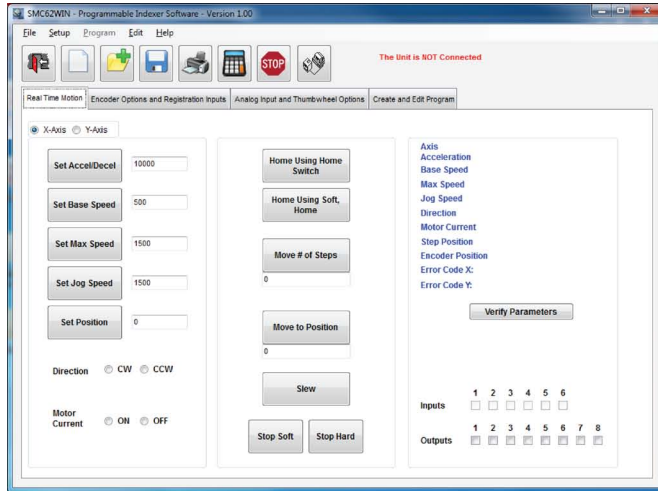 SMC62WIN - Programmable Indexer Software - Version 1.00
File Setup Program Edit Help
STOP
The Unit is NOT Connected
Real Time Motion Encoder Options and Registration Inputs Analog Input and Thumbwheel Options Create and Edit Program
X-Axis Y-Axis
Set Accel/Decel 10000
Set Base Speed 500
Set Max Speed 1500
Set Jog Speed 1500
Set Position 0
Direction CW CCW
Motor
Current ON OFF
Home Using Home
Switch
Home Using Soft,
Home
Move # of Steps
0
Move to Position
0
Slew
Stop Soft Stop Hard
Axis
Acceleration
Base Speed
Max Speed
Jog Speed
Direction
Motor Current
Step Position
Encoder Position
Error Code X:
Error Code Y:
Verify Parameters
1 2 3 4 5 6
Inputs
1 2 3 4 5 6 7 8
Outputs